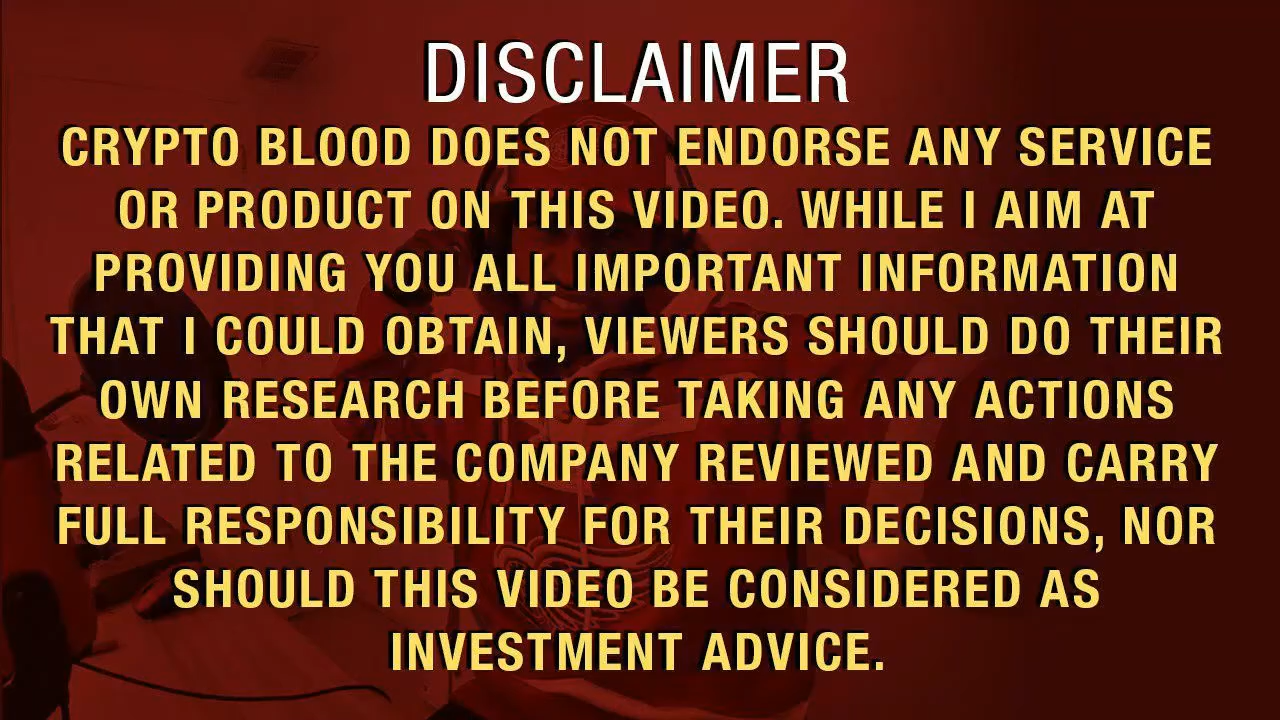 DISCLAIMER
CRYPTO BLOOD DOES NOT ENDORSE ANY SERVICE
OR PRODUCT ON THIS VIDEO. WHILE I AIM AT
PROVIDING YOU ALL IMPORTANT INFORMATION
THAT I COULD OBTAIN, VIEWERS SHOULD DO THEIR
OWN RESEARCH BEFORE TAKING ANY ACTIONS
RELATED TO THE COMPANY REVIEWED AND CARRY
FULL RESPONSIBILITY FOR THEIR DECISIONS, NOR
SHOULD THIS VIDEO BE CONSIDERED AS
INVESTMENT ADVICE.